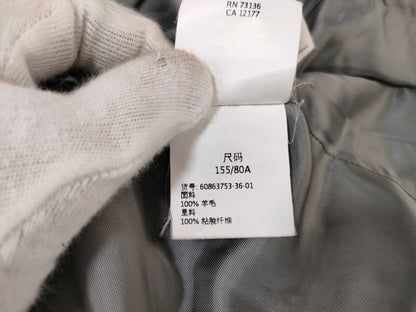 RN 73136
CA 12177
尺码
155/80A
货号: 60863753-36-01
面料
100% 羊毛
里料
100% 粘胶纤维